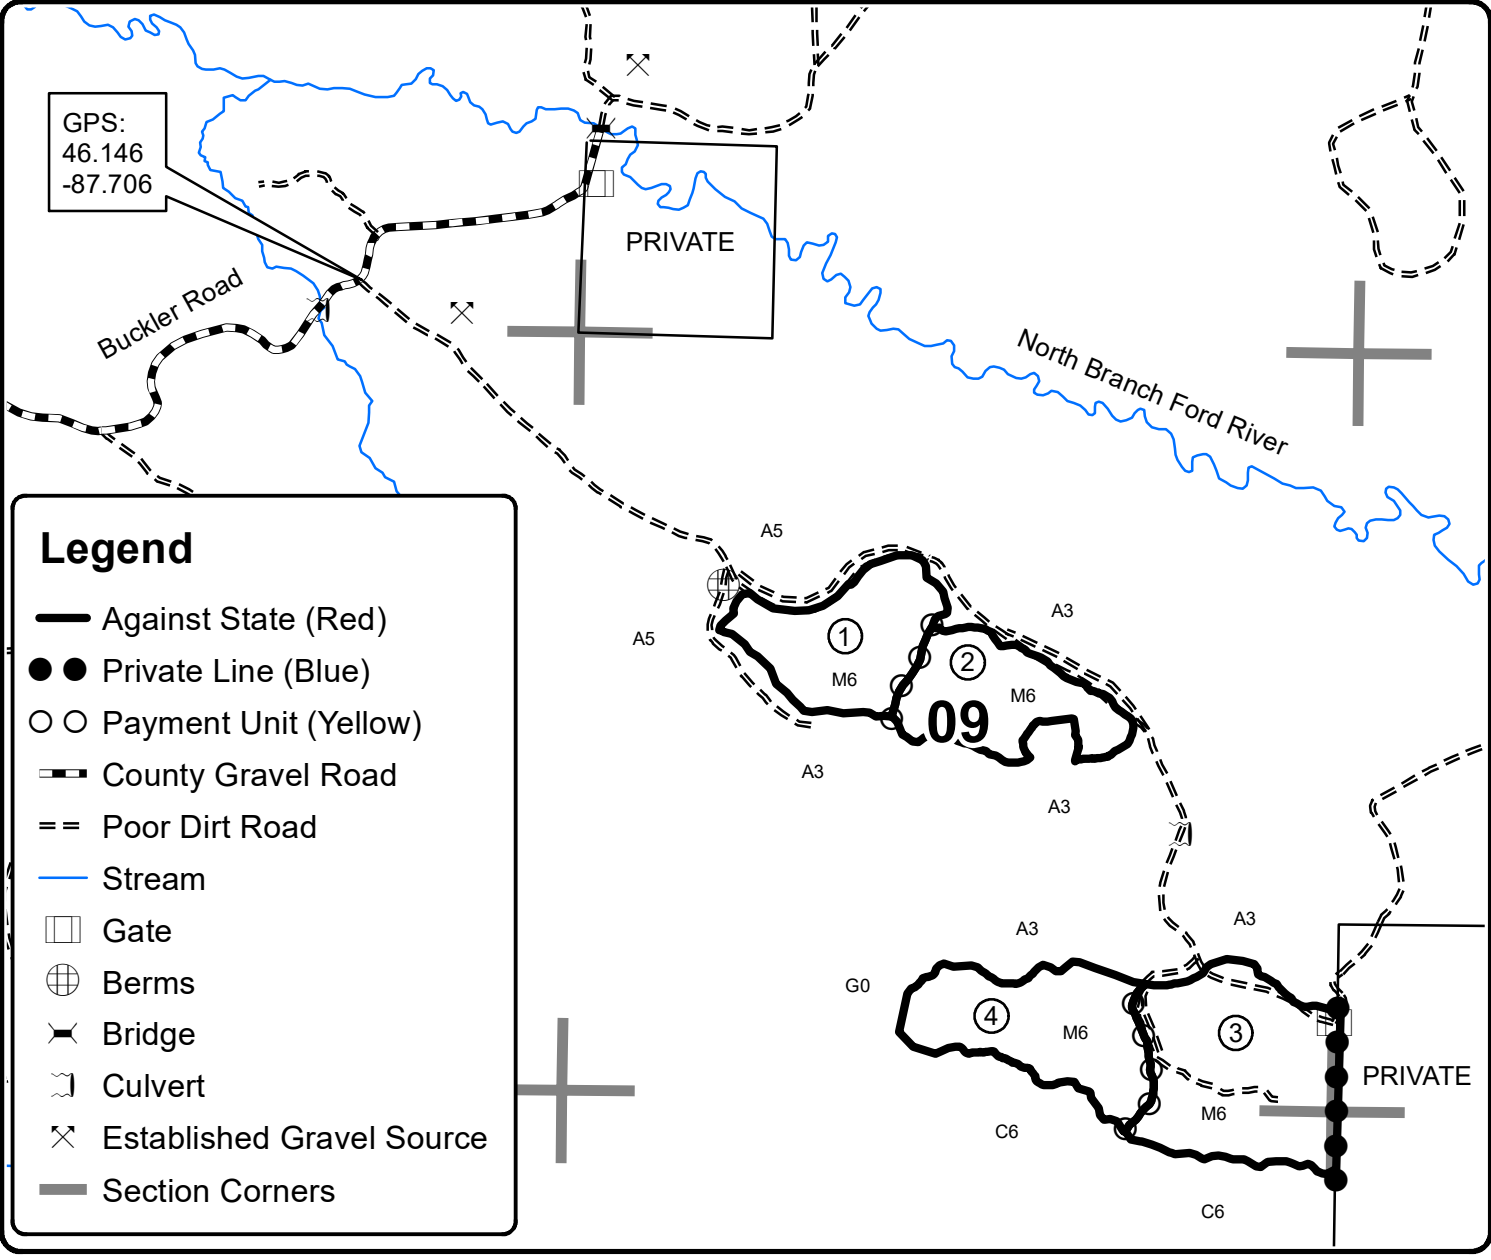 GPS:
46.146
-87.706
PRIVATE
Buckler Road
North Branch Ford River
A5
A3
A5
1
2
M6
M6
09
A3
A3
A3
A3
G0
4
M6
3
PRIVATE
M6
C6
C6
Legend
Against State (Red)
Private Line (Blue)
Payment Unit (Yellow)
County Gravel Road
Poor Dirt Road
Stream
Gate
Berms
Bridge
Culvert
Established Gravel Source
Section Corners